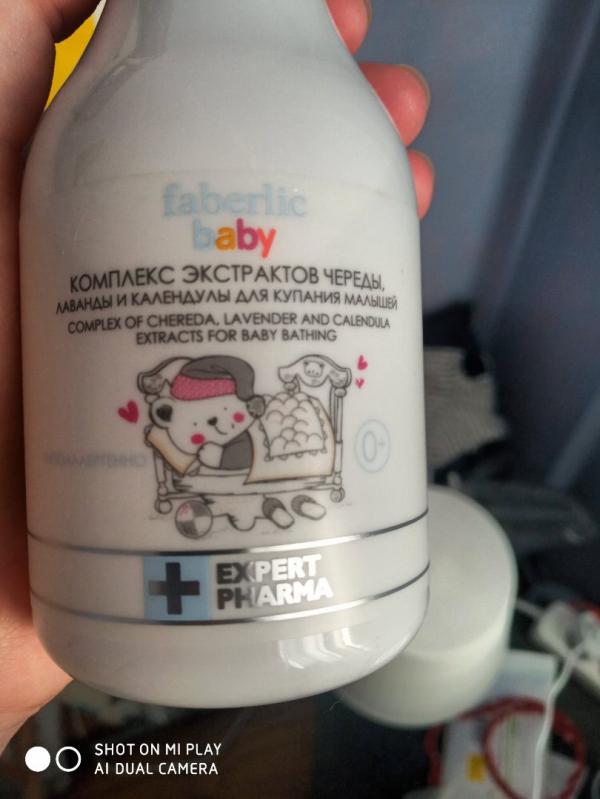 faberlic
baby
КОМПЛЕКС ЭКСТРАКТОВ ЧЕРЕДЫ,
ЛАВАНДЫ И КАЛЕНДУЛЫ ДЛЯ КУПАНИЯ МАЛЫШЕЙ
COMPLEX OF CHEREDA, LAVENDER AND CALENDULA
EXTRACTS FOR BABY BATHING
ГИПОАЛЛЕРГЕННО
0+
EXPERT
PHARMA
SHOT ON MI PLAY
AI DUAL CAMERA